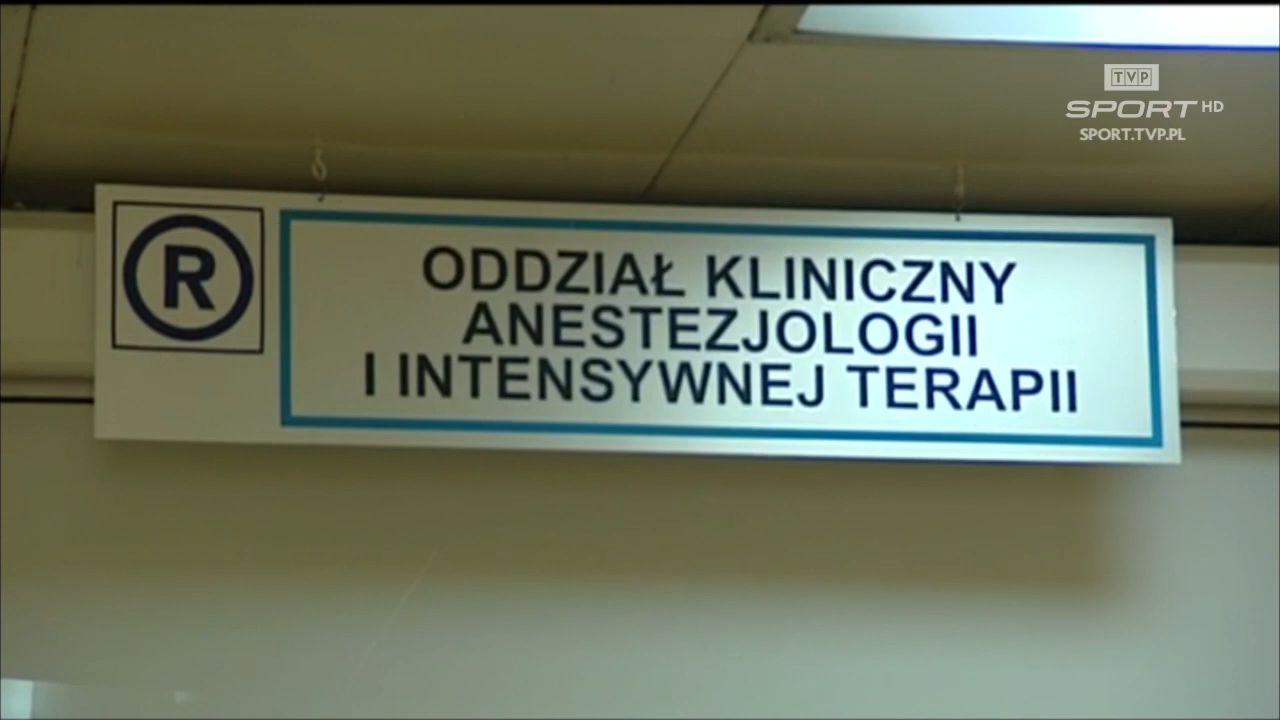 TVP
SPORT HD
SPORT.TVP.PL
R
ODDZIAŁ KLINICZNY
ANESTEZJOLOGII
I INTENSYWNEJ TERAPII